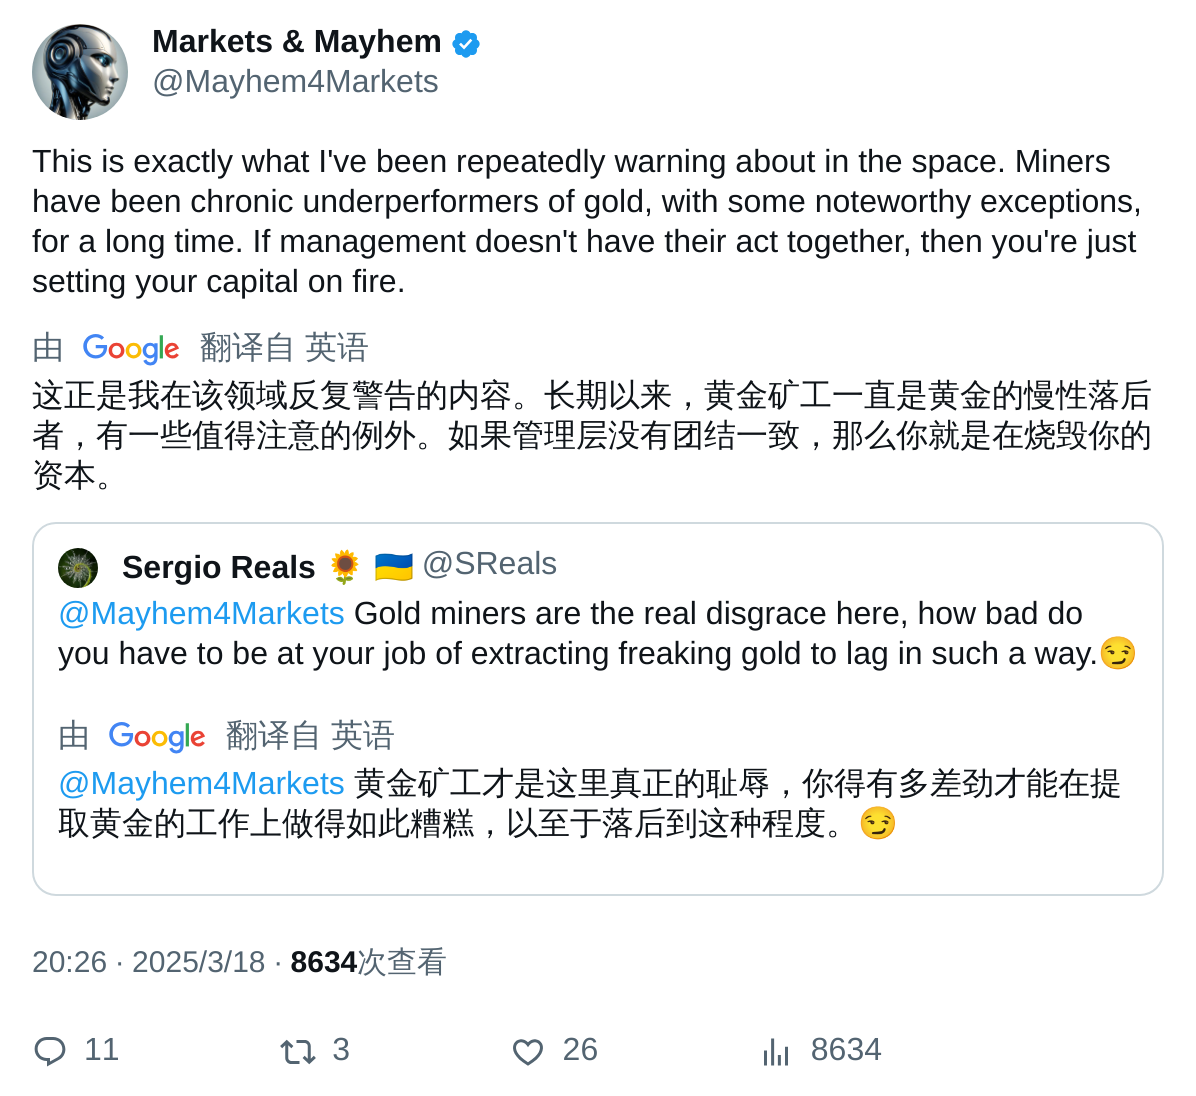 Markets & Mayhem
@Mayhem4Markets
This is exactly what I've been repeatedly warning about in the space. Miners
have been chronic underperformers of gold, with some noteworthy exceptions,
for a long time. If management doesn't have their act together, then you're just
setting your capital on fire.
由 Google 翻译自 英语
这正是我在该领域反复警告的内容。长期以来，黄金矿工一直是黄金的慢性落后
者，有一些值得注意的例外。如果管理层没有团结一致，那么你就是在烧毁你的
资本。
Sergio Reals 🌻 🇺🇦 @SReals
@Mayhem4Markets Gold miners are the real disgrace here, how bad do
you have to be at your job of extracting freaking gold to lag in such a way.😏
由 Google 翻译自 英语
@Mayhem4Markets 黄金矿工才是这里真正的耻辱，你得有多差劲才能在提
取黄金的工作上做得如此糟糕，以至于落后到这种程度。😏
20:26 · 2025/3/18 · 8634次查看
11 3 26 8634